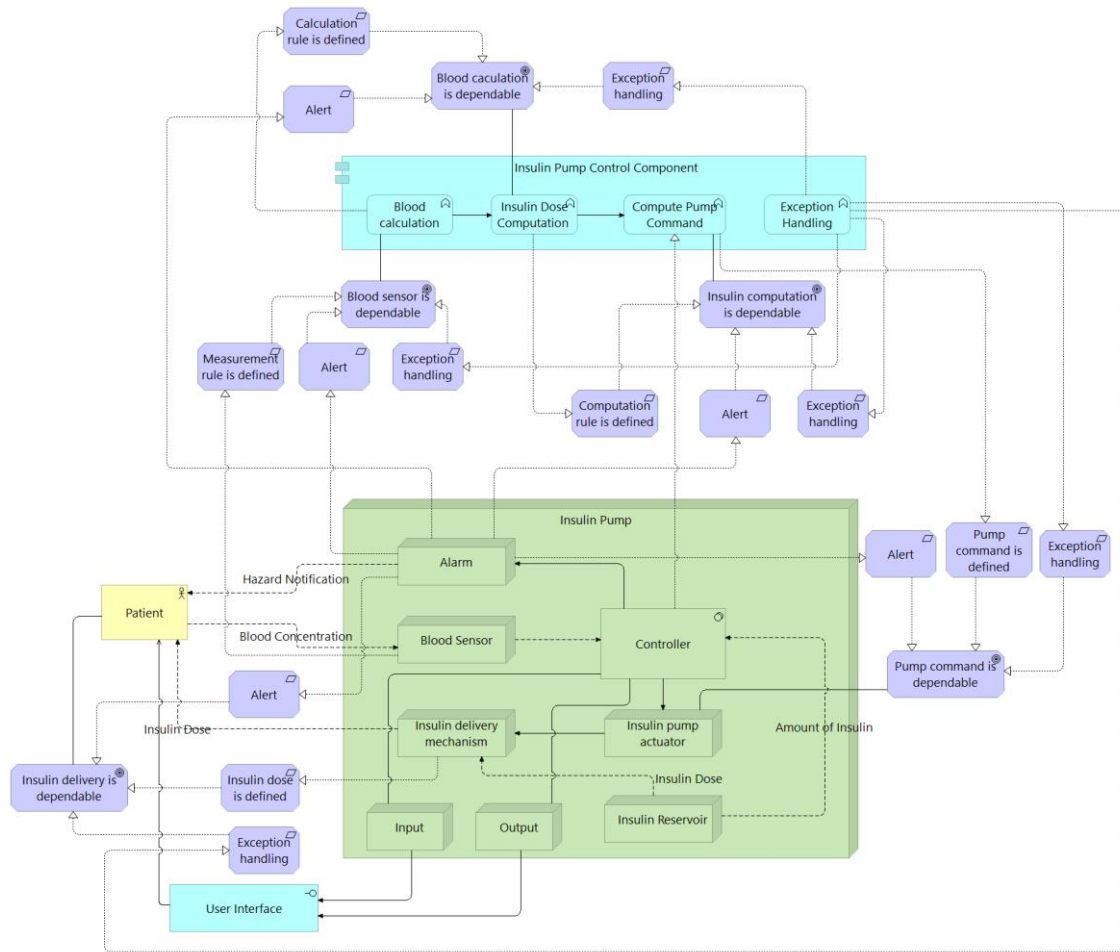 Calculation
rule is defined
Blood caculation
is dependable
Exception
handling
Alert
Insulin Pump Control Component
Blood
calculation
Insulin Dose
Computation
Compute Pump
Command
Exception
Handling
Blood sensor is
dependable
Insulin computation
is dependable
Measurement
rule is defined
Alert
Exception
handling
Computation
rule is defined
Alert
Exception
handling
Insulin Pump
Alarm
Alert
Pump
command is
defined
Exception
handling
Hazard Notification
Patient
Blood Concentration
Blood Sensor
Controller
Pump command is
dependable
Alert
Insulin Dose
Insulin delivery
mechanism
Insulin pump
actuator
Amount of Insulin
Insulin delivery is
dependable
Insulin dose
is defined
Insulin Dose
Input
Output
Insulin Reservoir
Exception
handling
User Interface